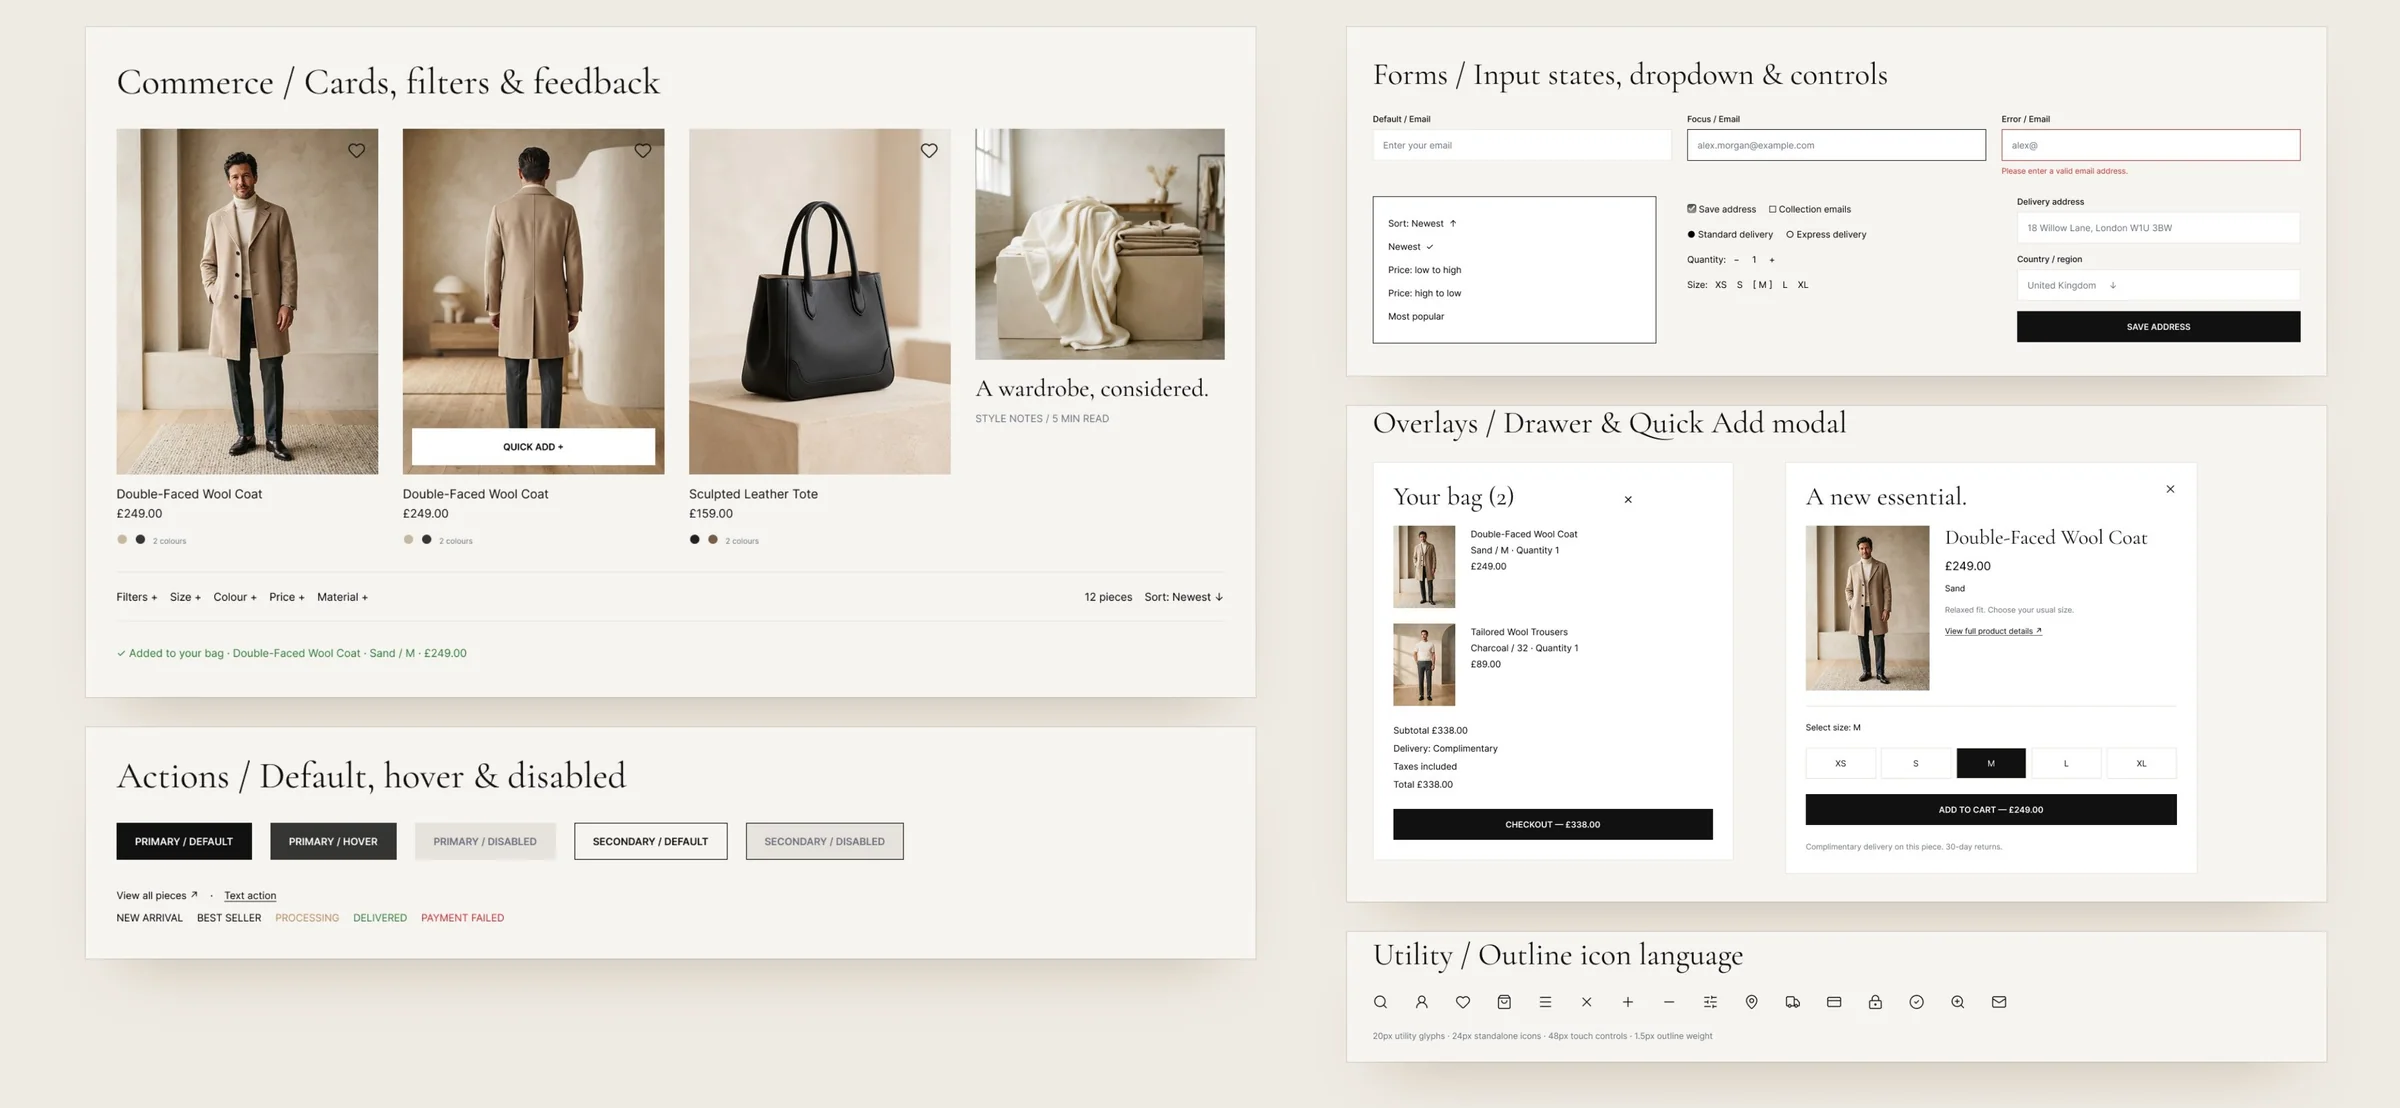 Commerce / Cards, filters & feedback
QUICK ADD +
Double-Faced Wool Coat
£249.00
2 colours
Double-Faced Wool Coat
£249.00
2 colours
Sculpted Leather Tote
£159.00
2 colours
A wardrobe, considered.
STYLE NOTES / 5 MIN READ
Filters + Size + Colour + Price + Material +
12 pieces Sort: Newest ↓
✓ Added to your bag · Double-Faced Wool Coat · Sand / M · £249.00
Actions / Default, hover & disabled
PRIMARY / DEFAULT
PRIMARY / HOVER
PRIMARY / DISABLED
SECONDARY / DEFAULT
SECONDARY / DISABLED
View all pieces ↗ · Text action
NEW ARRIVAL BEST SELLER PROCESSING DELIVERED PAYMENT FAILED
Forms / Input states, dropdown & controls
Default / Email
Enter your email
Focus / Email
alex.morgan@example.com
Error / Email
alex@
Please enter a valid email address.
Sort: Newest ↑
Newest ✓
Price: low to high
Price: high to low
Most popular
Save address Collection emails
Standard delivery Express delivery
Quantity: − 1 +
Size: XS S [ M ] L XL
Delivery address
18 Willow Lane, London W1U 3BW
Country / region
United Kingdom ↓
SAVE ADDRESS
Overlays / Drawer & Quick Add modal
Your bag (2)
Double-Faced Wool Coat
Sand / M · Quantity 1
£249.00
Tailored Wool Trousers
Charcoal / 32 · Quantity 1
£89.00
Subtotal £338.00
Delivery: Complimentary
Taxes included
Total £338.00
CHECKOUT — £338.00
A new essential.
Double-Faced Wool Coat
£249.00
Sand
Relaxed fit. Choose your usual size.
View full product details ↗
Select size: M
XS
S
M
L
XL
ADD TO CART — £249.00
Complimentary delivery on this piece. 30-day returns.
Utility / Outline icon language
20px utility glyphs · 24px standalone icons · 48px touch controls · 1.5px outline weight